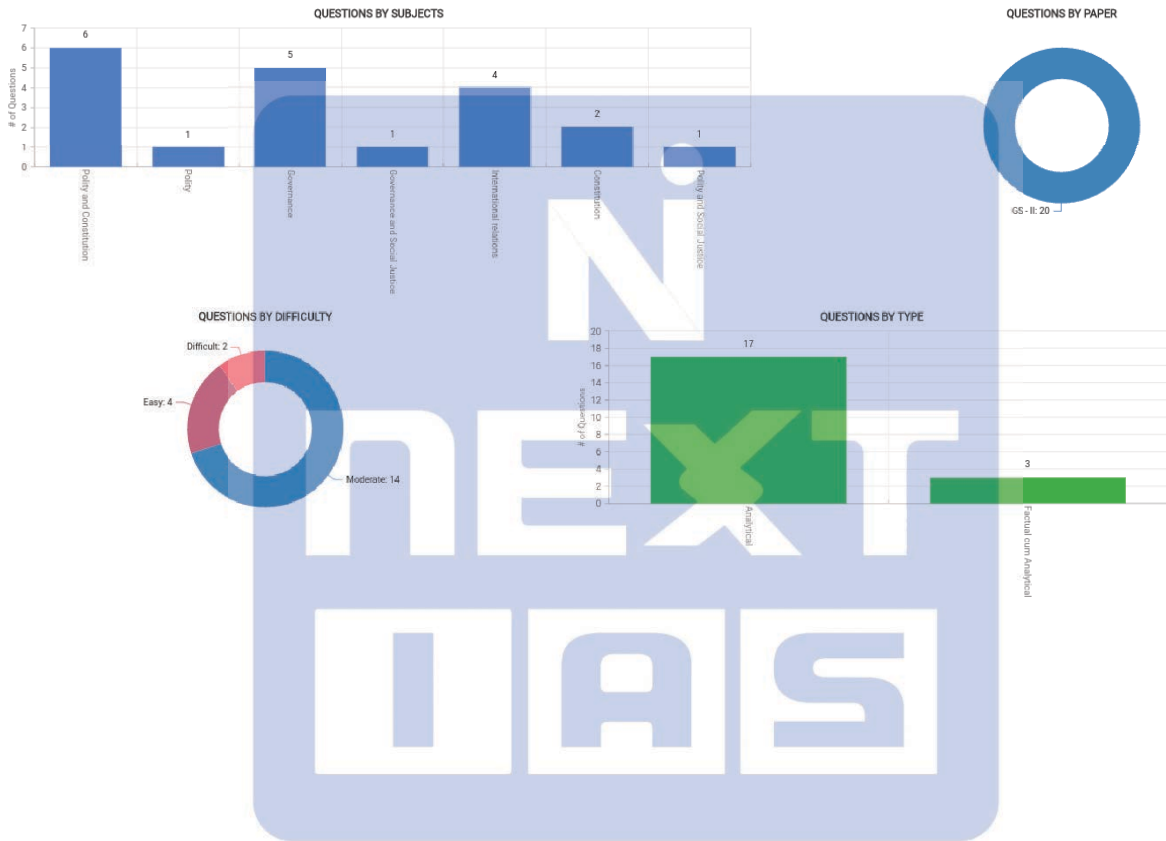 QUESTIONS BY SUBJECTS
# of Questions
7
6
5
4
3
2
1
0
6
1
5
1
4
2
1
Polity and Constitution
Polity
Governance
Governance and Social Justice
International relations
Constitution
Polity and Social Justice
QUESTIONS BY PAPER
GS - II: 20
QUESTIONS BY DIFFICULTY
Difficult: 2
Easy: 4
Moderate: 14
QUESTIONS BY TYPE
# of Questions
20
18
16
14
12
10
8
6
4
2
0
17
3
Analytical
Factual cum Analytical
N
NEXT
IAS